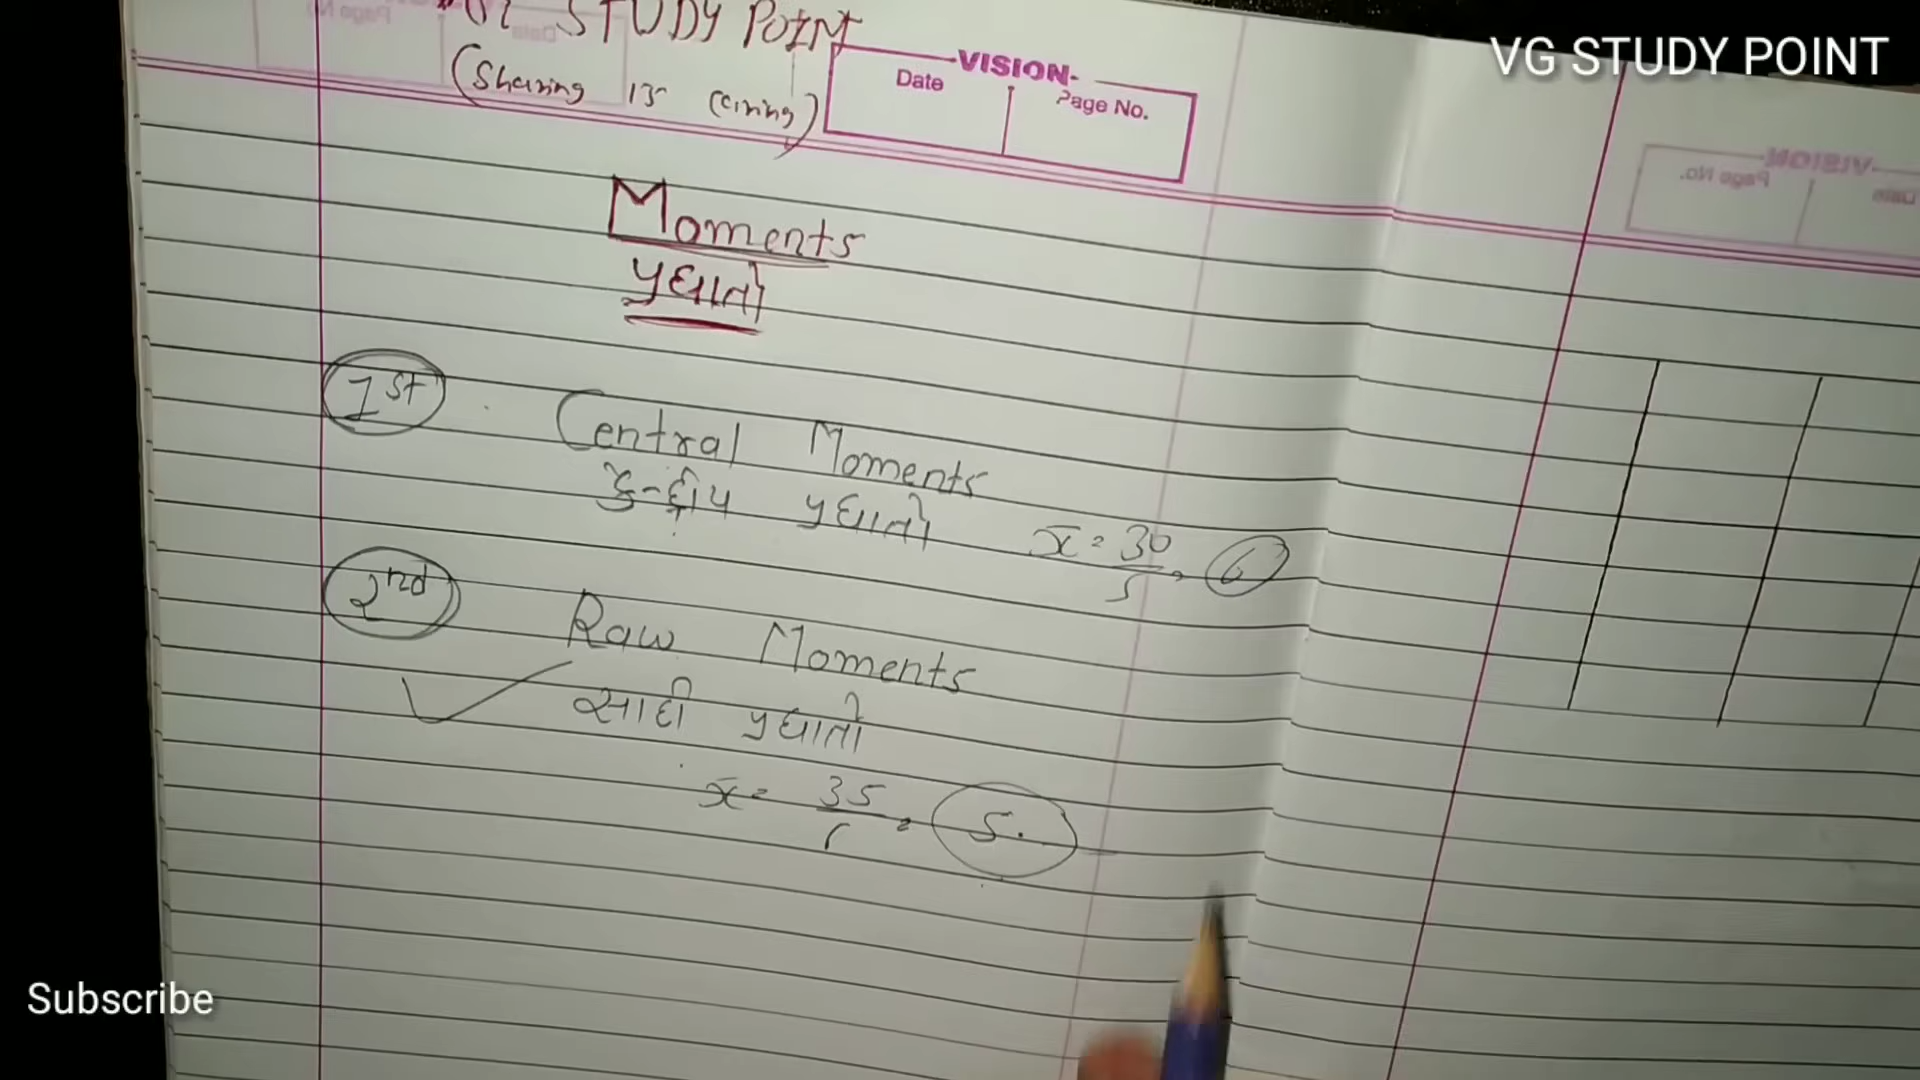 VG STUDY POINT
STUDY POINT
(Sharing is caring)
VISION
Date
Page No.
Moments
પ્રઘાતો
1st
Central Moments
કેન્દ્રીય પ્રઘાતો
x̄ = 30/5 = 6
2nd
Raw Moments
સાદી પ્રઘાતો
x̄ = 35/6 = 5.
Subscribe